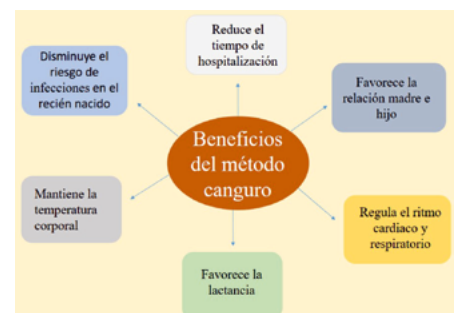 Reduce el
tiempo de
hospitalización
Disminuye el
riesgo de
infecciones en el
recién nacido
Favorece la
relación madre e
hijo
Beneficios
del método
canguro
Mantiene la
temperatura
corporal
Regula el ritmo
cardiaco y
respiratorio
Favorece la
lactancia